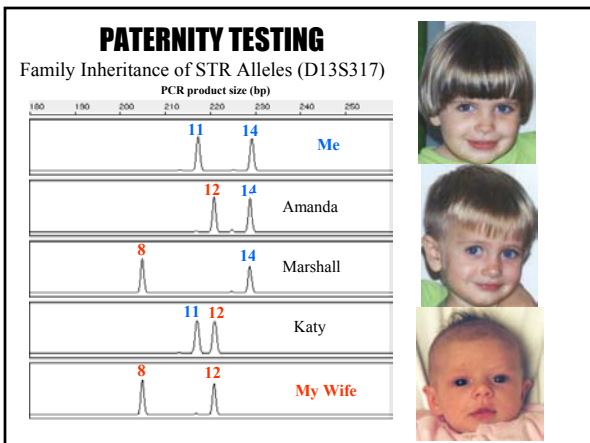 PATERNITY TESTING
Family Inheritance of STR Alleles (D13S317)
PCR product size (bp)
180 190 200 210 220 230 240 250
11 14
Me
12 14
Amanda
8 14
Marshall
11 12
Katy
8 12
My Wife